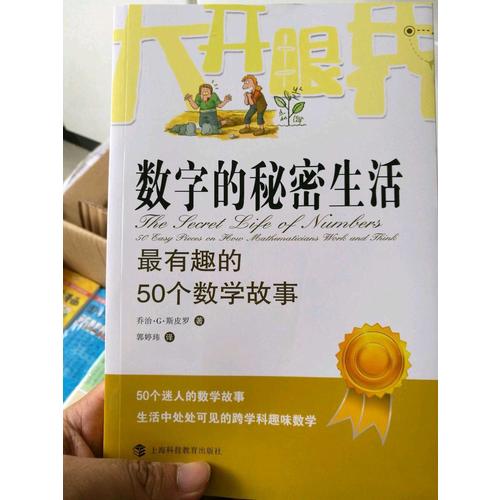 大开眼界
数字的秘密生活
The Secret Life of Numbers
50 Easy Pieces on How Mathematicians Work and Think
最有趣的
50个数学故事
乔治·G·斯皮罗 著
郭婷玮 译
50个迷人的数学故事
生活中处处可见的跨学科趣味数学
上海科技教育出版社